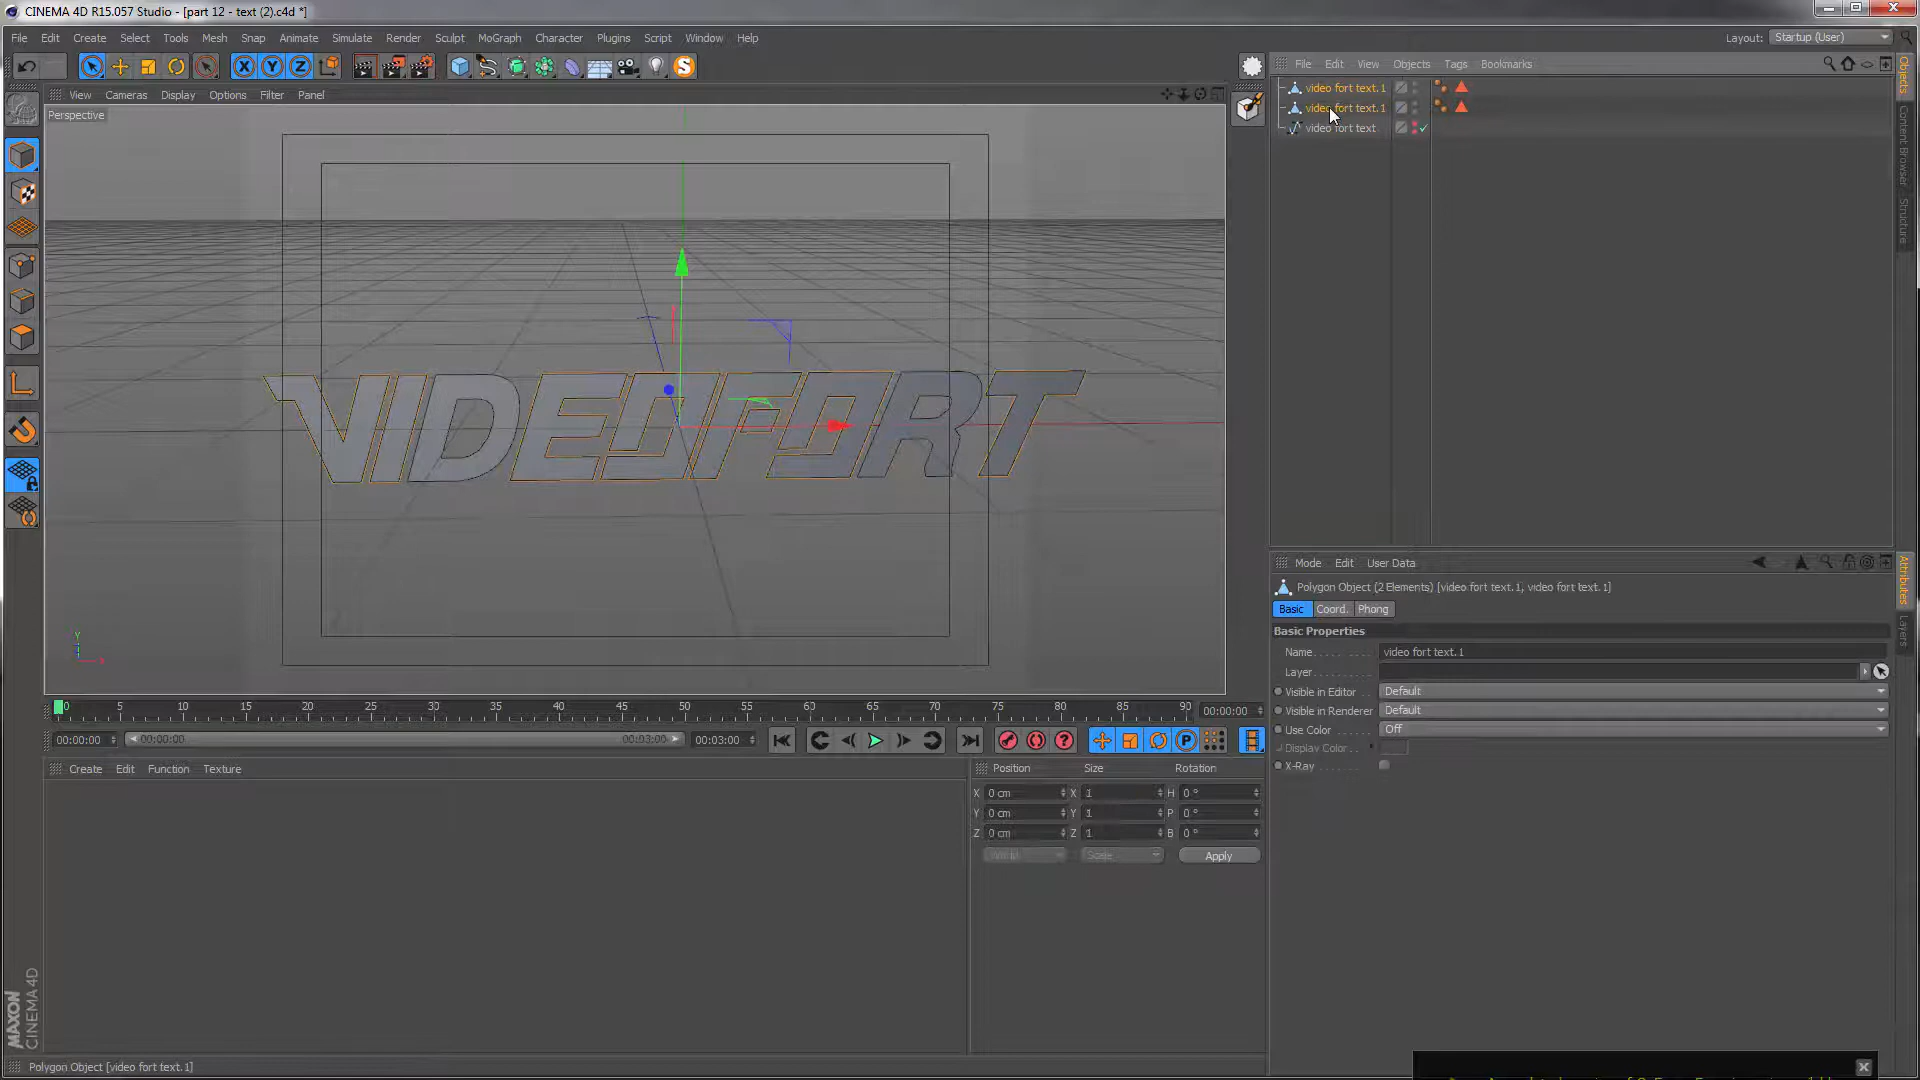 CINEMA 4D R15.057 Studio - [part 12 - text (2).c4d *]
File Edit Create Select Tools Mesh Snap Animate Simulate Render Sculpt MoGraph Character Plugins Script Window Help
Layout: Startup (User)
X Y Z S
File Edit View Objects Tags Bookmarks
View Cameras Display Options Filter Panel
Perspective
video fort text.1
video fort text.1
video fort text
Objects
Content Browser
Structure
VIDEOFORT
Y
X
Mode Edit User Data
Polygon Object (2 Elements) [video fort text.1, video fort text.1]
Basic Coord. Phong
Basic Properties
Name video fort text.1
Layer
Visible in Editor Default
Visible in Renderer Default
Use Color Off
Display Color
X-Ray
Attributes
Layers
0 5 10 15 20 25 30 35 40 45 50 55 60 65 70 75 80 85 90 00:00:00
00:00:00 00:00:00 00:03:00 00:03:00
Create Edit Function Texture
Position Size Rotation
X 0 cm X 1 H 0 °
Y 0 cm Y 1 P 0 °
Z 0 cm Z 1 B 0 °
World Scale Apply
MAXON
CINEMA 4D
Polygon Object [video fort text.1]